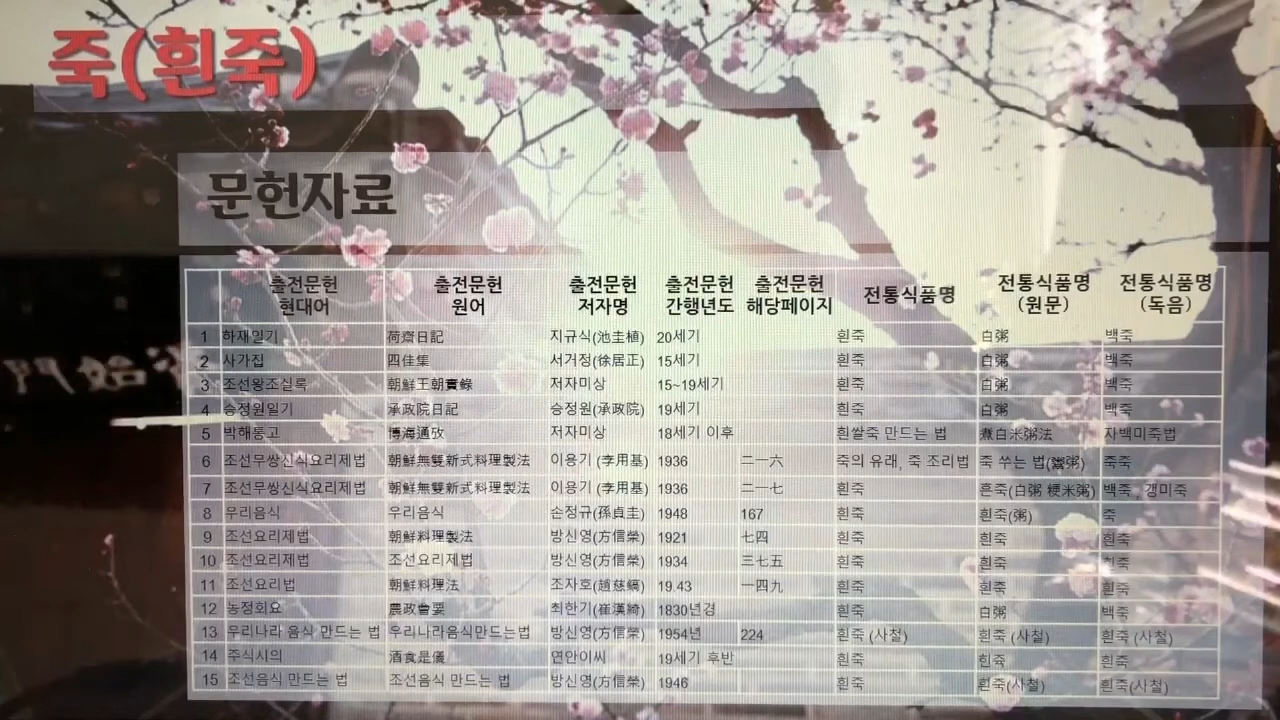 죽(흰죽)
문헌자료
출전문헌 현대어 출전문헌 원어 출전문헌 저자명 출전문헌 간행년도 출전문헌 해당페이지 전통식품명 전통식품명 (원문) 전통식품명 (독음)
1 하재일기 荷齋日記 지규식(池圭植) 20세기 흰죽 白粥 백죽
2 사가집 四佳集 서거정(徐居正) 15세기 흰죽 白粥 백죽
3 조선왕조실록 朝鮮王朝實錄 저자미상 15~19세기 흰죽 白粥 백죽
4 승정원일기 承政院日記 승정원(承政院) 19세기 흰죽 白粥 백죽
5 박해통고 博海通攷 저자미상 18세기 이후 흰쌀죽 만드는 법 煮白米粥法 자백미죽법
6 조선무쌍신식요리제법 朝鮮無雙新式料理製法 이용기 (李用基) 1936 二一六 죽의 유래, 죽 조리법 죽 쑤는 법(鬻粥) 죽죽
7 조선무쌍신식요리제법 朝鮮無雙新式料理製法 이용기 (李用基) 1936 二一七 흰죽 흔죽(白粥 粳米粥) 백죽 , 갱미죽
8 우리음식 우리음식 손정규(孫貞圭) 1948 167 흰죽 흰죽(粥) 죽
9 조선요리제법 朝鮮料理製法 방신영(方信榮) 1921 七四 흰죽 흰죽 흰죽
10 조선요리제법 조선요리제법 방신영(方信榮) 1934 三七五 흰죽 흰죽 흰죽
11 조선요리법 朝鮮料理法 조자호(趙慈鎬) 19.43 一四九 흰죽 흰죽 흰죽
12 농정회요 農政會要 최한기(崔漢綺) 1830년경 흰죽 白粥 백죽
13 우리나라 음식 만드는 법 우리나라음식만드는법 방신영(方信榮) 1954년 224 흰죽 (사철) 흰죽 (사철) 흰죽 (사철)
14 주식시의 酒食是儀 연안이씨 19세기 후반 흰죽 흰쥭 흰죽
15 조선음식 만드는 법 조선음식 만드는 법 방신영(方信榮) 1946 흰죽 흰죽(사철) 흰죽(사철)